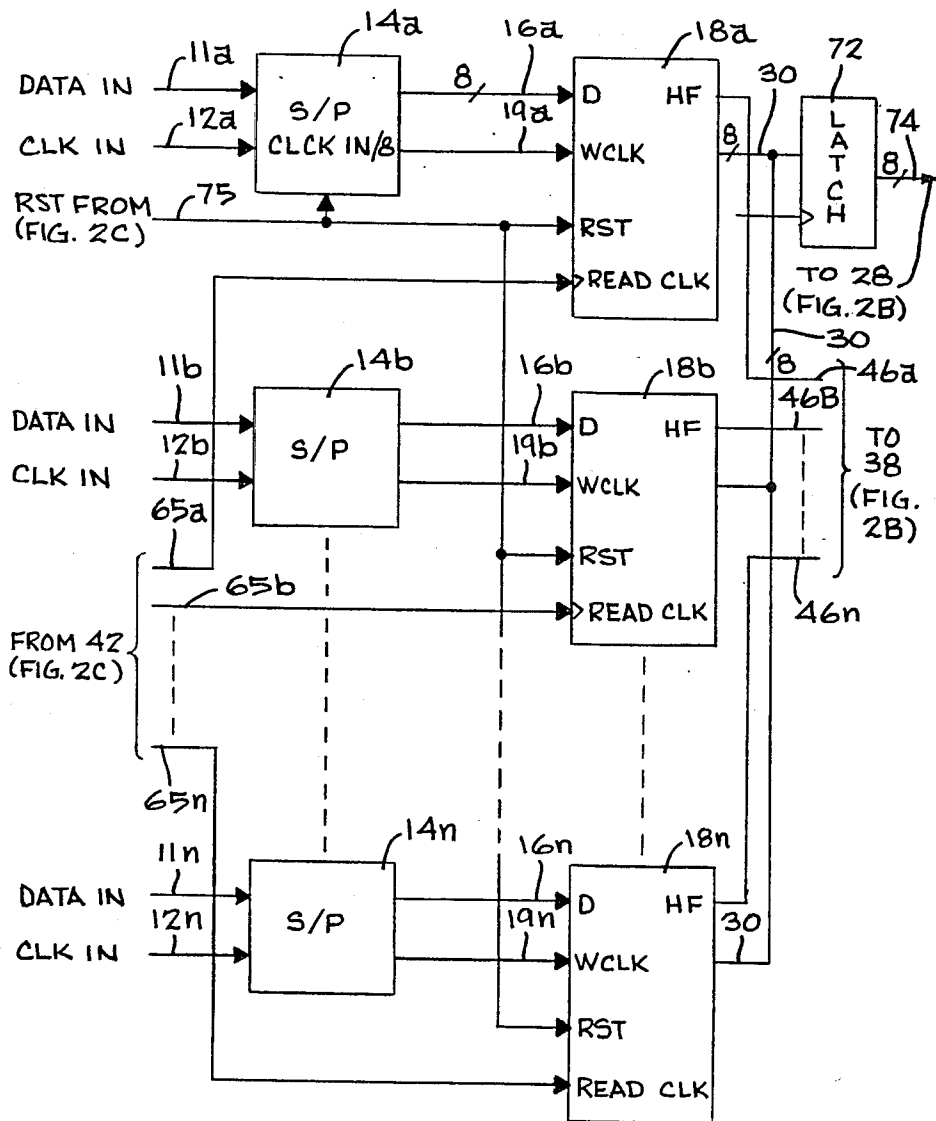 14a
18a
72
11a
16a
30
DATA IN
S/P
8
D
HF
LATCH
74
12a
19a
CLK IN
CLCK IN/8
WCLK
8
8
75
RST FROM
(FIG. 2C)
RST
READ CLK
TO 28
(FIG. 2B)
30
8
46a
11b
14b
16b
18b
46B
DATA IN
S/P
D
HF
TO
38
(FIG.
2B)
12b
19b
CLK IN
WCLK
65a
RST
65b
READ CLK
46n
FROM 42
(FIG. 2C)
65n
14n
18n
11n
16n
DATA IN
S/P
D
HF
12n
19n
30
CLK IN
WCLK
RST
READ CLK